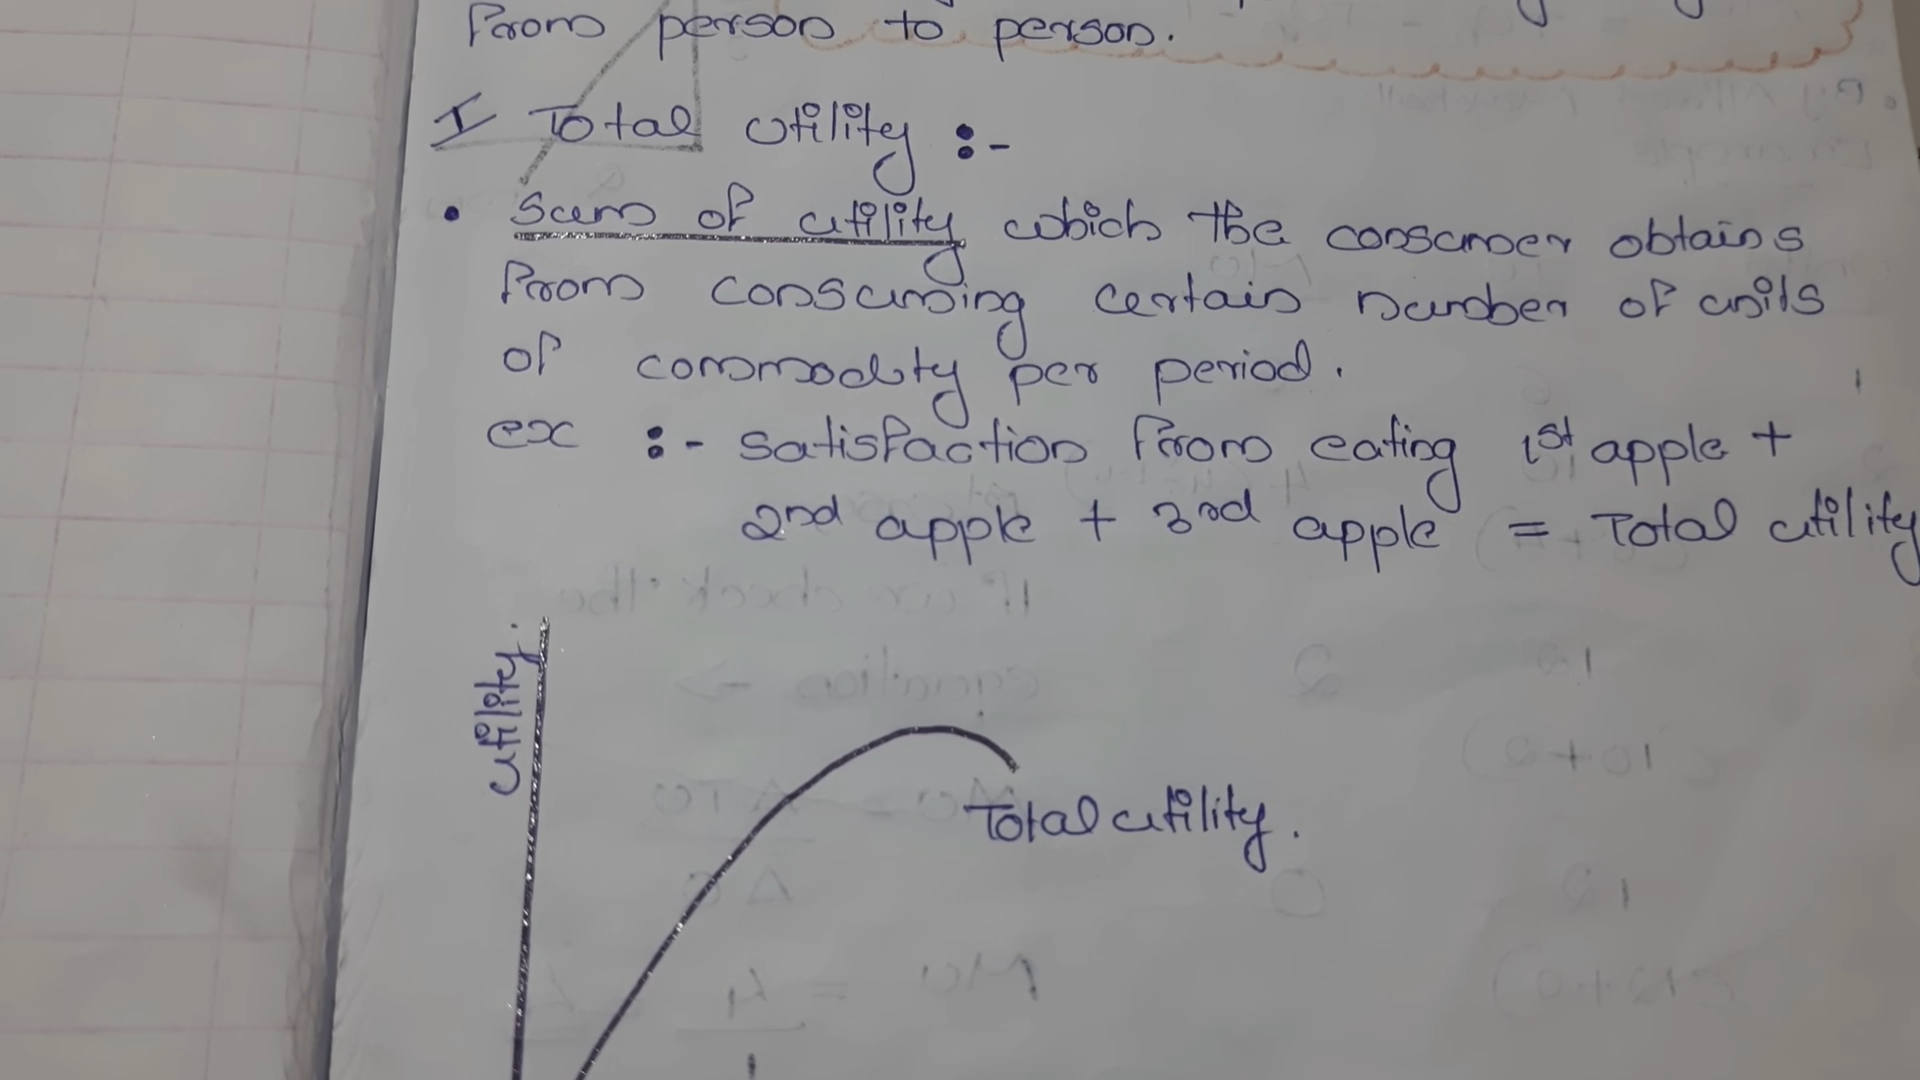 from person to person.
I Total utility :-
• Sum of utility which the consumer obtains
from consuming certain number of units
of commodity per period.
ex :- satisfaction from eating 1st apple +
2nd apple + 3rd apple = Total utility
utility.
Total utility.